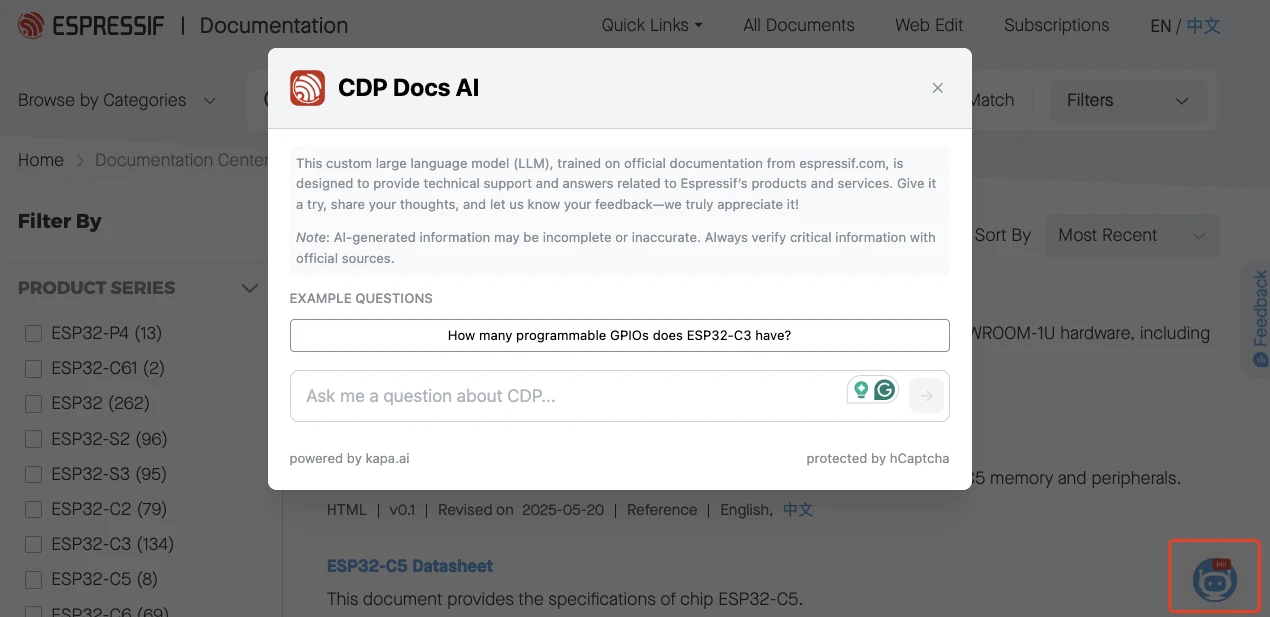 ESPRESSIF | Documentation
Quick Links All Documents Web Edit Subscriptions EN / 中文
CDP Docs AI
Browse by Categories
Match
Filters
Home > Documentation Center
This custom large language model (LLM), trained on official documentation from espressif.com, is
designed to provide technical support and answers related to Espressif's products and services. Give it
a try, share your thoughts, and let us know your feedback—we truly appreciate it!
Note: AI-generated information may be incomplete or inaccurate. Always verify critical information with
official sources.
EXAMPLE QUESTIONS
How many programmable GPIOs does ESP32-C3 have?
Ask me a question about CDP...
powered by kapa.ai
protected by hCaptcha
Filter By
Sort By
Most Recent
PRODUCT SERIES
ESP32-P4 (13)
ESP32-C61 (2)
ESP32 (262)
ESP32-S2 (96)
ESP32-S3 (95)
ESP32-C2 (79)
ESP32-C3 (134)
ESP32-C5 (8)
ESP32-C6 (69)
WROOM-1U hardware, including
memory and peripherals.
HTML | v0.1 | Revised on 2025-05-20 | Reference | English, 中文
ESP32-C5 Datasheet
This document provides the specifications of chip ESP32-C5.
Feedback
Hi!